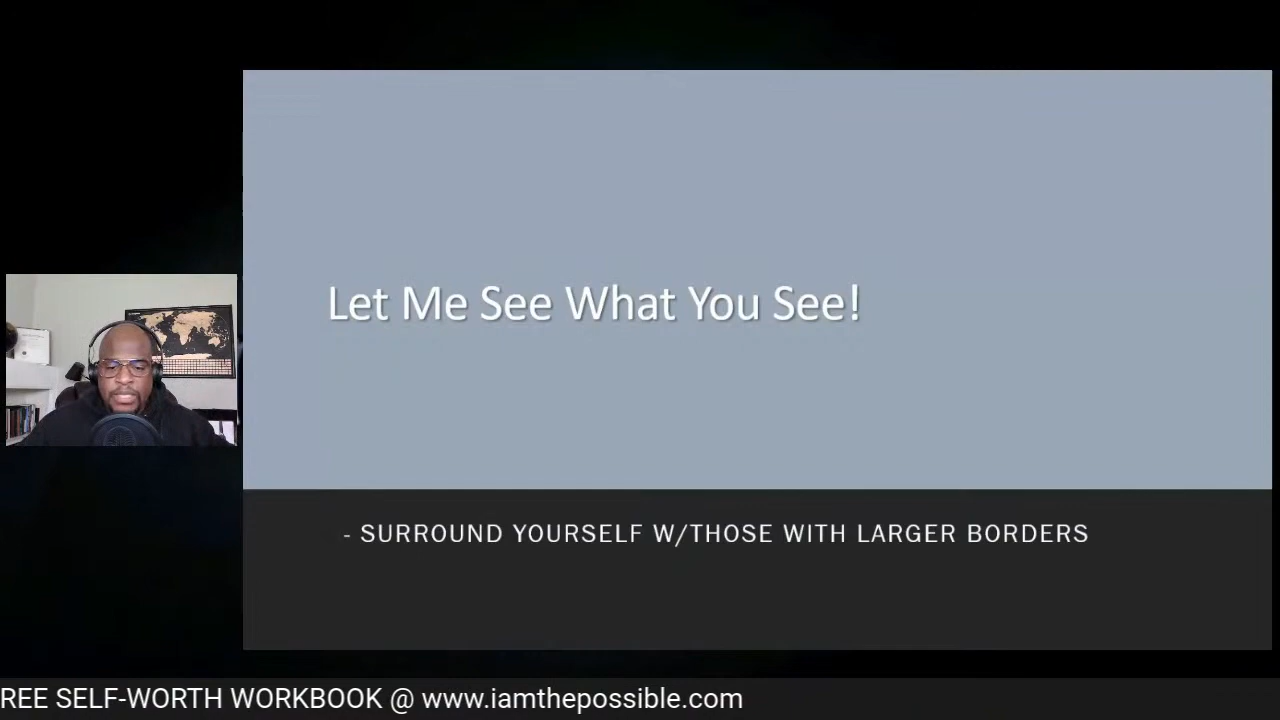 Let Me See What You See!
- SURROUND YOURSELF W/THOSE WITH LARGER BORDERS
REE SELF-WORTH WORKBOOK @ www.iamthepossible.com